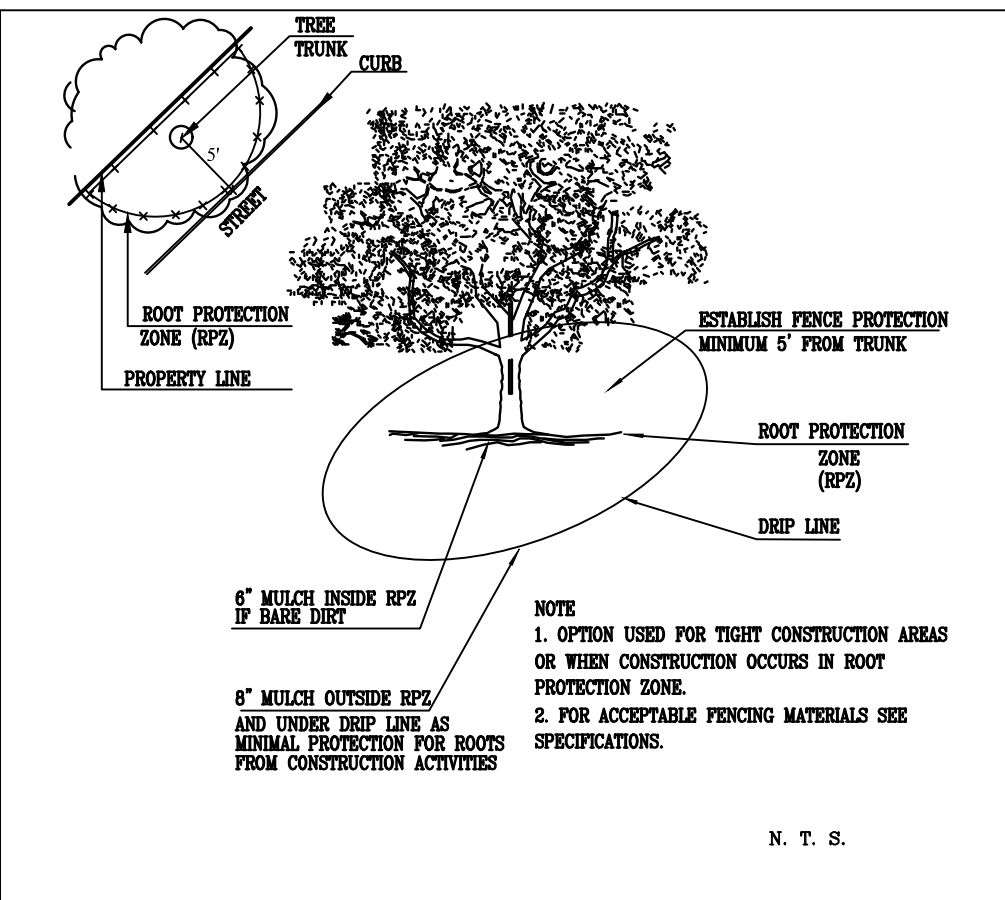 TREE
TRUNK
CURB
5'
STREET
ROOT PROTECTION
ZONE (RPZ)
PROPERTY LINE
ESTABLISH FENCE PROTECTION
MINIMUM 5' FROM TRUNK
ROOT PROTECTION
ZONE
(RPZ)
DRIP LINE
6" MULCH INSIDE RPZ
IF BARE DIRT
8" MULCH OUTSIDE RPZ
AND UNDER DRIP LINE AS
MINIMAL PROTECTION FOR ROOTS
FROM CONSTRUCTION ACTIVITIES
NOTE
1. OPTION USED FOR TIGHT CONSTRUCTION AREAS
OR WHEN CONSTRUCTION OCCURS IN ROOT
PROTECTION ZONE.
2. FOR ACCEPTABLE FENCING MATERIALS SEE
SPECIFICATIONS.
N. T. S.